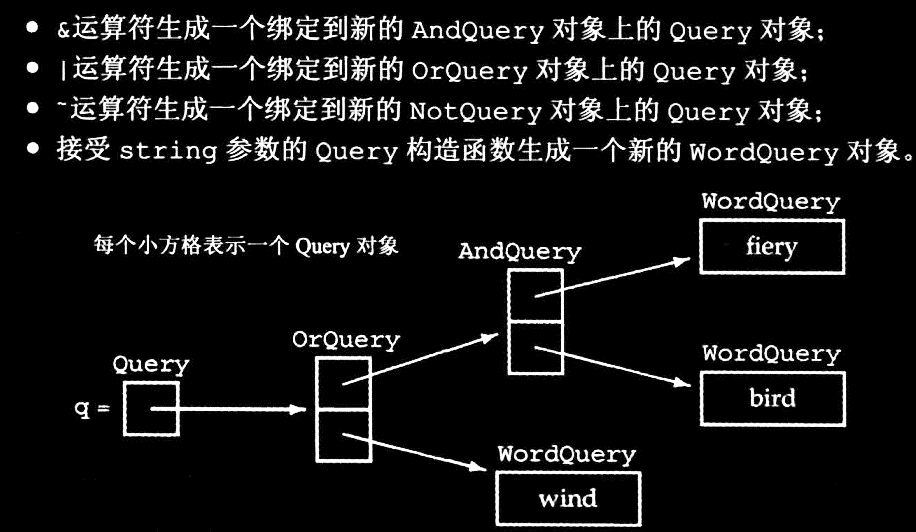 • &运算符生成一个绑定到新的 AndQuery 对象上的 Query 对象;
• |运算符生成一个绑定到新的 OrQuery 对象上的 Query 对象;
• ~运算符生成一个绑定到新的 NotQuery 对象上的 Query 对象;
• 接受 string 参数的 Query 构造函数生成一个新的 WordQuery 对象。
WordQuery
fiery
每个小方格表示一个 Query 对象
AndQuery
OrQuery
WordQuery
bird
Query
q =
WordQuery
wind